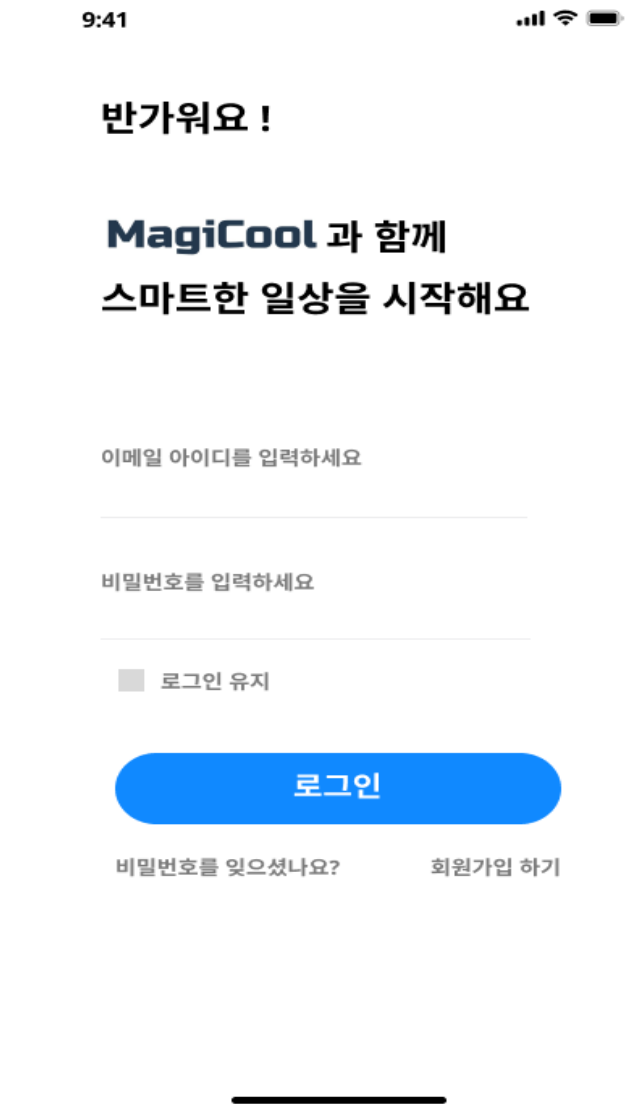 9:41
반가워요 !
MagiCool 과 함께
스마트한 일상을 시작해요
이메일 아이디를 입력하세요
비밀번호를 입력하세요
로그인 유지
로그인
비밀번호를 잊으셨나요? 회원가입 하기